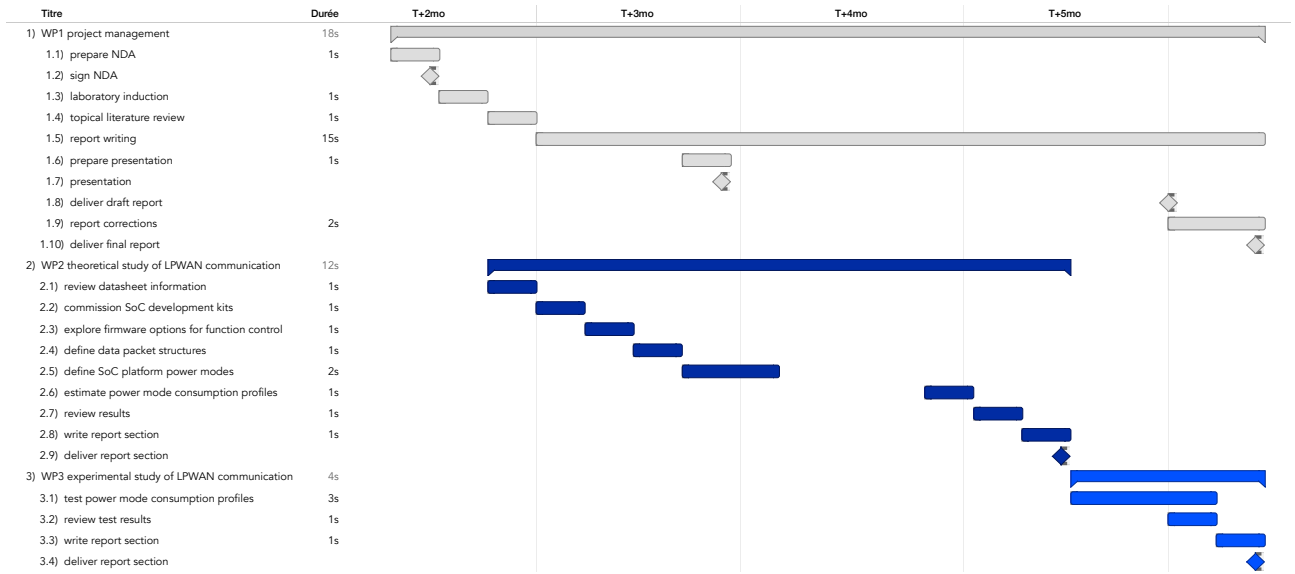 Titre Durée T+2mo T+3mo T+4mo T+5mo
1) WP1 project management 18s
1.1) prepare NDA 1s
1.2) sign NDA
1.3) laboratory induction 1s
1.4) topical literature review 1s
1.5) report writing 15s
1.6) prepare presentation 1s
1.7) presentation
1.8) deliver draft report
1.9) report corrections 2s
1.10) deliver final report
2) WP2 theoretical study of LPWAN communication 12s
2.1) review datasheet information 1s
2.2) commission SoC development kits 1s
2.3) explore firmware options for function control 1s
2.4) define data packet structures 1s
2.5) define SoC platform power modes 2s
2.6) estimate power mode consumption profiles 1s
2.7) review results 1s
2.8) write report section 1s
2.9) deliver report section
3) WP3 experimental study of LPWAN communication 4s
3.1) test power mode consumption profiles 3s
3.2) review test results 1s
3.3) write report section 1s
3.4) deliver report section